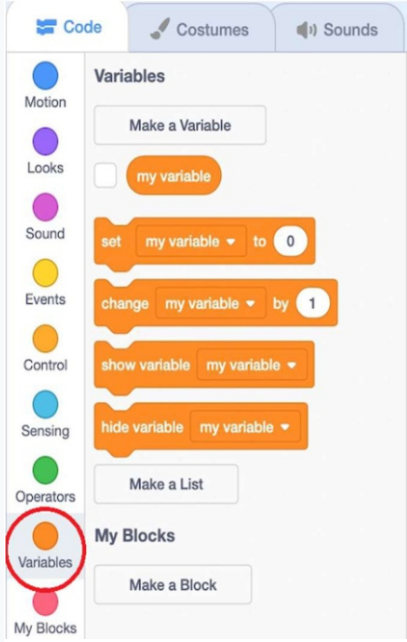 Code Costumes Sounds
Motion
Looks
Sound
Events
Control
Sensing
Operators
Variables
My Blocks
Variables
Make a Variable
my variable
set my variable to 0
change my variable by 1
show variable my variable
hide variable my variable
Make a List
My Blocks
Make a Block